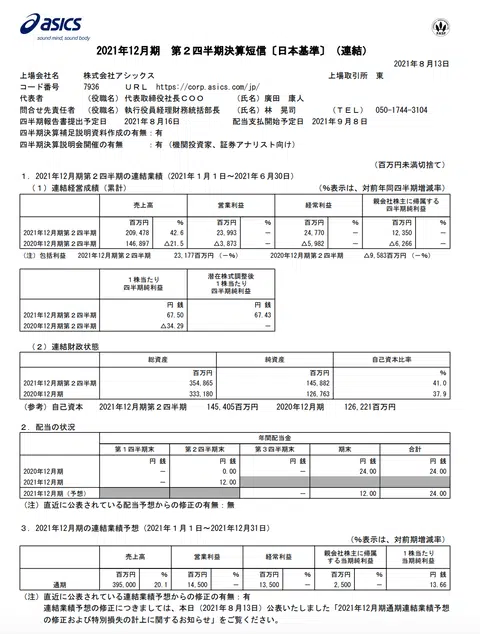 asics
sound mind, sound body
2021年12月期 第2四半期決算短信〔日本基準〕（連結）
2021年8月13日
上場会社名 株式会社アシックス 上場取引所 東
コード番号 7936 ＵＲＬ https://corp.asics.com/jp/
代表者 （役職名）代表取締役社長ＣＯＯ （氏名）廣田 康人
問合せ先責任者 （役職名）執行役員経理財務統括部長 （氏名）林 晃司 （ＴＥＬ） 050-1744-3104
四半期報告書提出予定日 2021年8月16日 配当支払開始予定日 2021年9月8日
四半期決算補足説明資料作成の有無：有
四半期決算説明会開催の有無 ：有（機関投資家、証券アナリスト向け）
（百万円未満切捨て）
1．2021年12月期第2四半期の連結業績（2021年1月1日～2021年6月30日）
（1）連結経営成績（累計） （％表示は、対前年同四半期増減率）
売上高 営業利益 経常利益 親会社株主に帰属する四半期純利益
百万円 ％ 百万円 ％ 百万円 ％ 百万円 ％
2021年12月期第2四半期 209,478 42.6 23,993 － 24,770 － 12,350 －
2020年12月期第2四半期 146,897 △21.5 △3,873 － △5,982 － △6,266 －
（注）包括利益 2021年12月期第2四半期 23,177百万円（－％） 2020年12月期第2四半期 △9,583百万円（－％）
1株当たり四半期純利益 潜在株式調整後1株当たり四半期純利益
円 銭 円 銭
2021年12月期第2四半期 67.50 67.43
2020年12月期第2四半期 △34.29 －
（2）連結財政状態
総資産 純資産 自己資本比率
百万円 百万円 ％
2021年12月期第2四半期 354,865 145,882 41.0
2020年12月期 333,180 126,763 37.9
（参考）自己資本 2021年12月期第2四半期 145,405百万円 2020年12月期 126,221百万円
2．配当の状況
年間配当金
第1四半期末 第2四半期末 第3四半期末 期末 合計
円 銭 円 銭 円 銭 円 銭 円 銭
2020年12月期 － 0.00 － 24.00 24.00
2021年12月期 － 12.00
2021年12月期（予想） － 12.00 24.00
（注）直近に公表されている配当予想からの修正の有無：無
3．2021年12月期の連結業績予想（2021年1月1日～2021年12月31日）
（％表示は、対前期増減率）
売上高 営業利益 経常利益 親会社株主に帰属する当期純利益 1株当たり当期純利益
百万円 ％ 百万円 ％ 百万円 ％ 百万円 ％ 円 銭
通期 395,000 20.1 14,500 － 13,500 － 2,500 － 13.66
（注）直近に公表されている業績予想からの修正の有無：有
連結業績予想の修正につきましては、本日（2021年8月13日）公表いたしました「2021年12月期通期連結業績予想
の修正および特別損失の計上に関するお知らせ」をご覧ください。